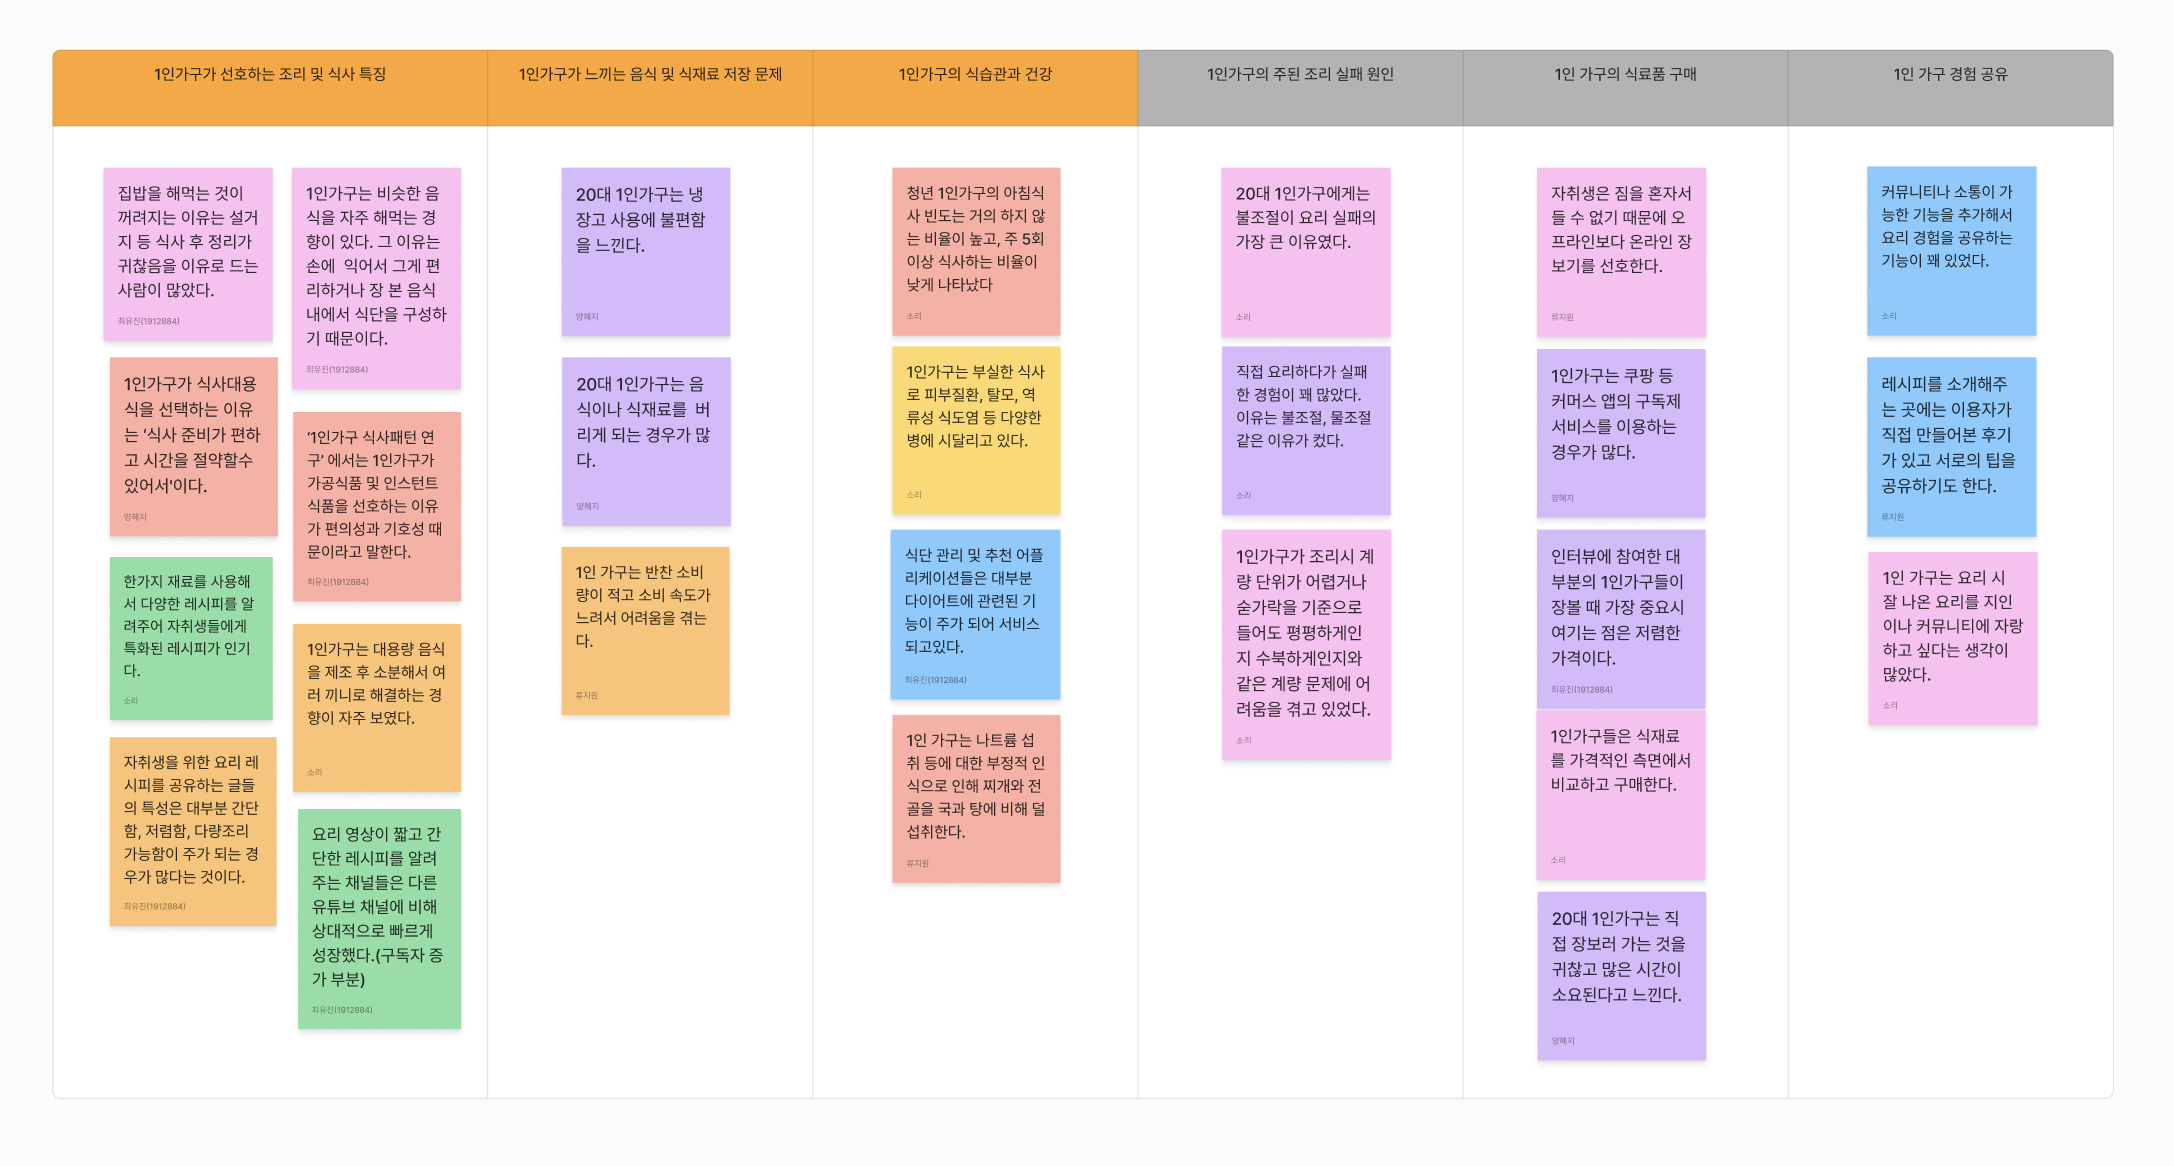 1인가구가 선호하는 조리 및 식사 특징
1인가구가 느끼는 음식 및 식재료 저장 문제
1인가구의 식습관과 건강
1인가구의 주된 조리 실패 원인
1인 가구의 식료품 구매
1인 가구 경험 공유
집밥을 해먹는 것이
꺼려지는 이유는 설거
지 등 식사 후 정리가
귀찮음을 이유로 드는
사람이 많았다.
최유진(1912884)
1인가구가 식사대용
식을 선택하는 이유
는 ‘식사 준비가 편하
고 시간을 절약할수
있어서'이다.
양혜지
한가지 재료를 사용해
서 다양한 레시피를 알
려주어 자취생들에게
특화된 레시피가 인기
다.
소리
자취생을 위한 요리 레
시피를 공유하는 글들
의 특성은 대부분 간단
함, 저렴함, 다량조리
가능함이 주가 되는 경
우가 많다는 것이다.
최유진(1912884)
1인가구는 비슷한 음
식을 자주 해먹는 경
향이 있다. 그 이유는
손에  익어서 그게 편
리하거나 장 본 음식
내에서 식단을 구성하
기 때문이다.
최유진(1912884)
‘1인가구 식사패턴 연
구’ 에서는 1인가구가
가공식품 및 인스턴트
식품을 선호하는 이유
가 편의성과 기호성 때
문이라고 말한다.
최유진(1912884)
1인가구는 대용량 음식
을 제조 후 소분해서 여
러 끼니로 해결하는 경
향이 자주 보였다.
소리
요리 영상이 짧고 간
단한 레시피를 알려
주는 채널들은 다른
유튜브 채널에 비해
상대적으로 빠르게
성장했다.(구독자 증
가 부분)
최유진(1912884)
20대 1인가구는 냉
장고 사용에 불편함
을 느낀다.
양혜지
20대 1인가구는 음
식이나 식재료를  버
리게 되는 경우가 많
다.
양혜지
1인 가구는 반찬 소비
량이 적고 소비 속도가
느려서 어려움을 겪는
다.
류지원
청년 1인가구의 아침식
사 빈도는 거의 하지 않
는 비율이 높고, 주 5회
이상 식사하는 비율이
낮게 나타났다
소리
1인가구는 부실한 식사
로 피부질환, 탈모, 역
류성 식도염 등 다양한
병에 시달리고 있다.
소리
식단 관리 및 추천 어플
리케이션들은 대부분
다이어트에 관련된 기
능이 주가 되어 서비스
되고있다.
최유진(1912884)
1인 가구는 나트륨 섭
취 등에 대한 부정적 인
식으로 인해 찌개와 전
골을 국과 탕에 비해 덜
섭취한다.
류지원
20대 1인가구에게는
불조절이 요리 실패의
가장 큰 이유였다.
소리
직접 요리하다가 실패
한 경험이 꽤 많았다.
이유는 불조절, 물조절
같은 이유가 컸다.
소리
1인가구가 조리시 계
량 단위가 어렵거나
숟가락을 기준으로
들어도 평평하게인
지 수북하게인지와
같은 계량 문제에 어
려움을 겪고 있었다.
소리
자취생은 짐을 혼자서
들 수 없기 때문에 오
프라인보다 온라인 장
보기를 선호한다.
류지원
1인가구는 쿠팡 등
커머스 앱의 구독제
서비스를 이용하는
경우가 많다.
양혜지
인터뷰에 참여한 대
부분의 1인가구들이
장볼 때 가장 중요시
여기는 점은 저렴한
가격이다.
최유진(1912884)
1인가구들은 식재료
를 가격적인 측면에서
비교하고 구매한다.
소리
20대 1인가구는 직
접 장보러 가는 것을
귀찮고 많은 시간이
소요된다고 느낀다.
양혜지
커뮤니티나 소통이 가
능한 기능을 추가해서
요리 경험을 공유하는
기능이 꽤 있었다.
소리
레시피를 소개해주
는 곳에는 이용자가
직접 만들어본 후기
가 있고 서로의 팁을
공유하기도 한다.
류지원
1인 가구는 요리 시
잘 나온 요리를 지인
이나 커뮤니티에 자랑
하고 싶다는 생각이
많았다.
소리